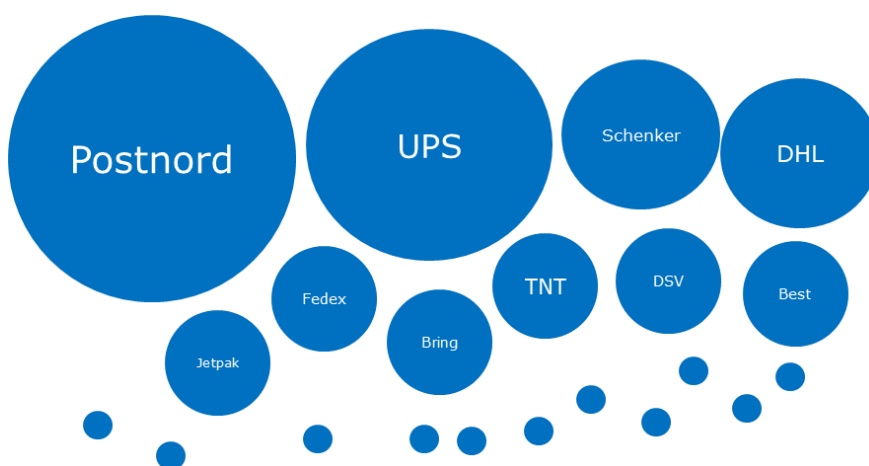 Postnord
UPS
Schenker
DHL
Fedex
TNT
DSV
Best
Bring
Jetpak